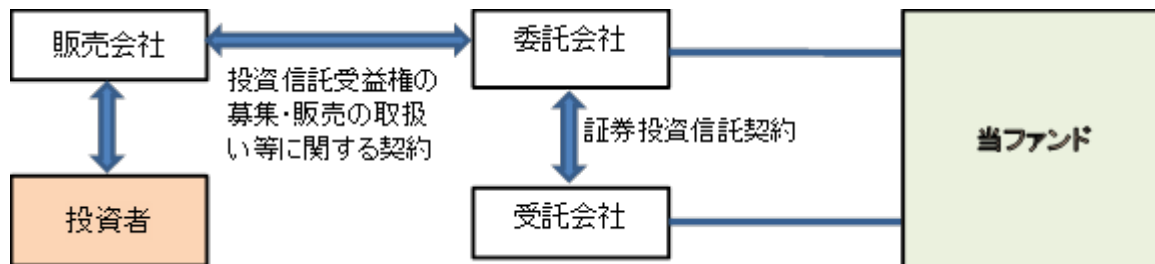 販売会社
委託会社
投資信託受益権の
募集・販売の取扱
い等に関する契約
証券投資信託契約
当ファンド
投資者
受託会社